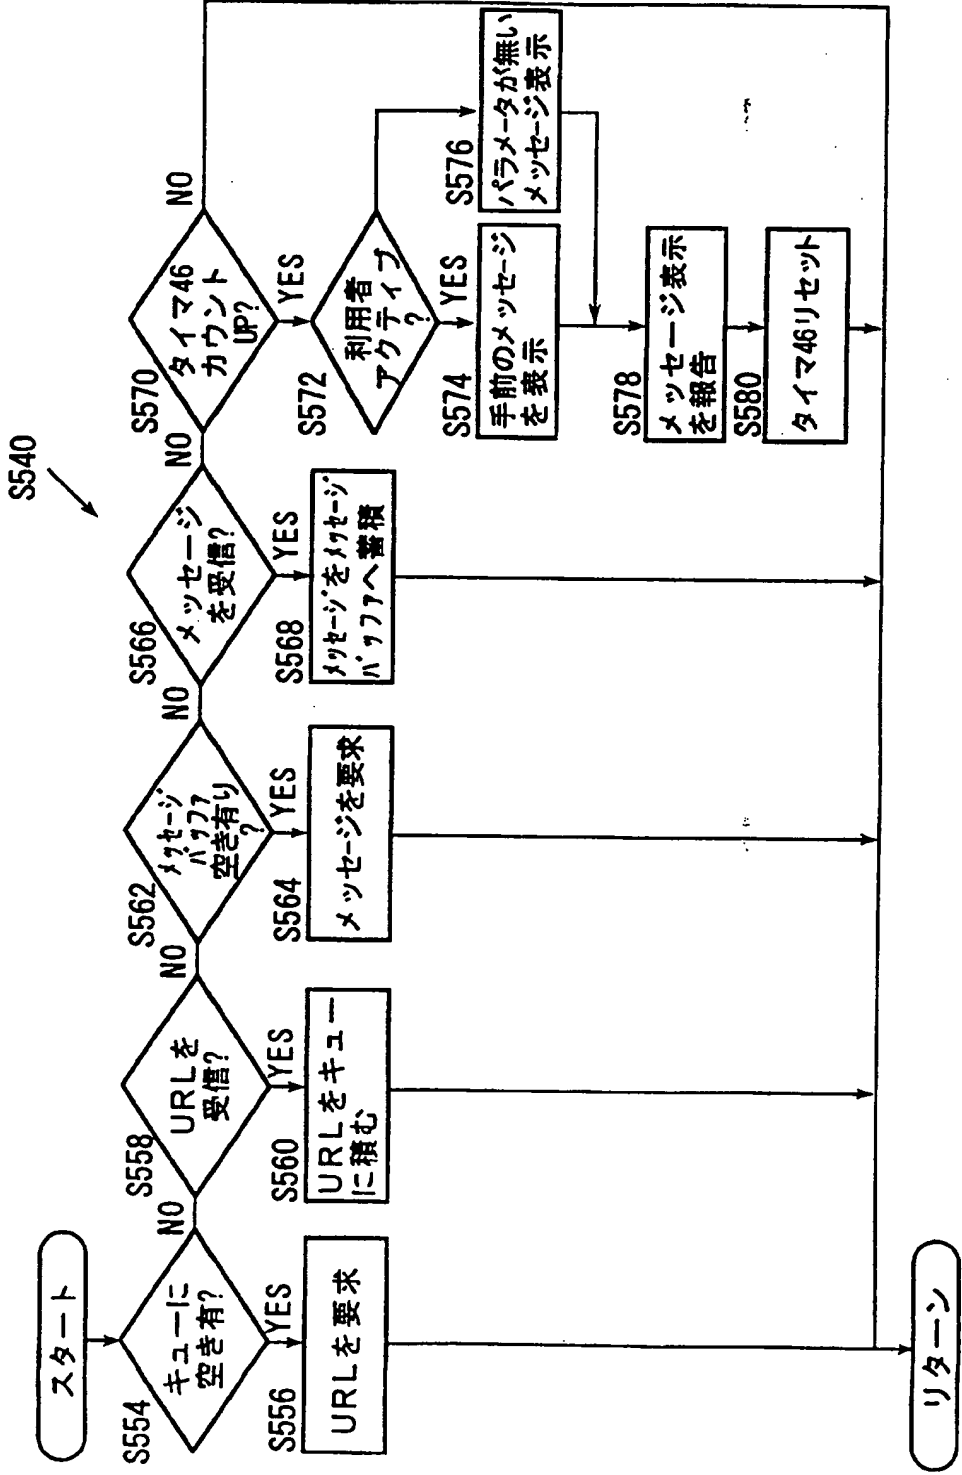 S540
スタート
S554
キューに
空き有?
NO
YES
S556
URLを要求
S558
URLを
受信?
NO
YES
S560
URLをキュー
に積む
S562
メッセージ
バッファ
空き有り
?
NO
YES
S564
メッセージを要求
S566
メッセージ
を受信?
NO
YES
S568
メッセージをメッセージ
バッファへ蓄積
S570
タイマ46
カウント
UP?
NO
YES
S572
利用者
アクティブ
?
YES
S574
手前のメッセージ
を表示
S576
パラメータが無い
メッセージ表示
S578
メッセージ表示
を報告
S580
タイマ46リセット
リターン